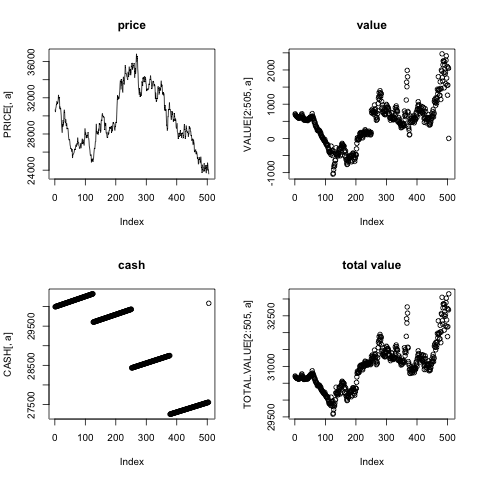 price
PRICE[, a]
24000 28000 32000 36000
0 100 200 300 400 500
Index
value
VALUE[2:505, a]
-1000 0 1000 2000
0 100 200 300 400 500
Index
cash
CASH[, a]
27500 28500 29500
0 100 200 300 400 500
Index
total value
TOTAL.VALUE[2:505, a]
29500 31000 32500
0 100 200 300 400 500
Index